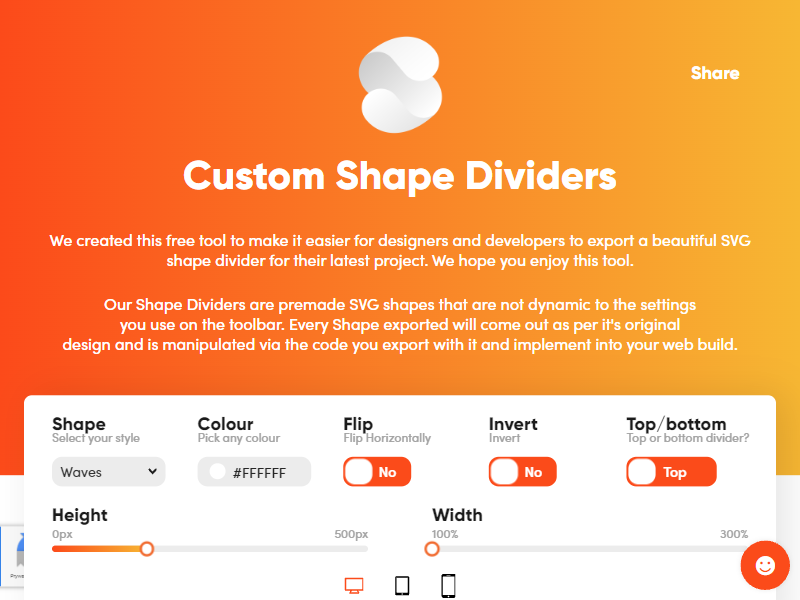 Share
Custom Shape Dividers
We created this free tool to make it easier for designers and developers to export a beautiful SVG
shape divider for their latest project. We hope you enjoy this tool.
Our Shape Dividers are premade SVG shapes that are not dynamic to the settings
you use on the toolbar. Every Shape exported will come out as per it's original
design and is manipulated via the code you export with it and implement into your web build.
Shape
Select your style
Waves
Colour
Pick any colour
#FFFFFF
Flip
Flip Horizontally
No
Invert
Invert
No
Top/bottom
Top or bottom divider?
Top
Height
0px
500px
Width
100%
300%